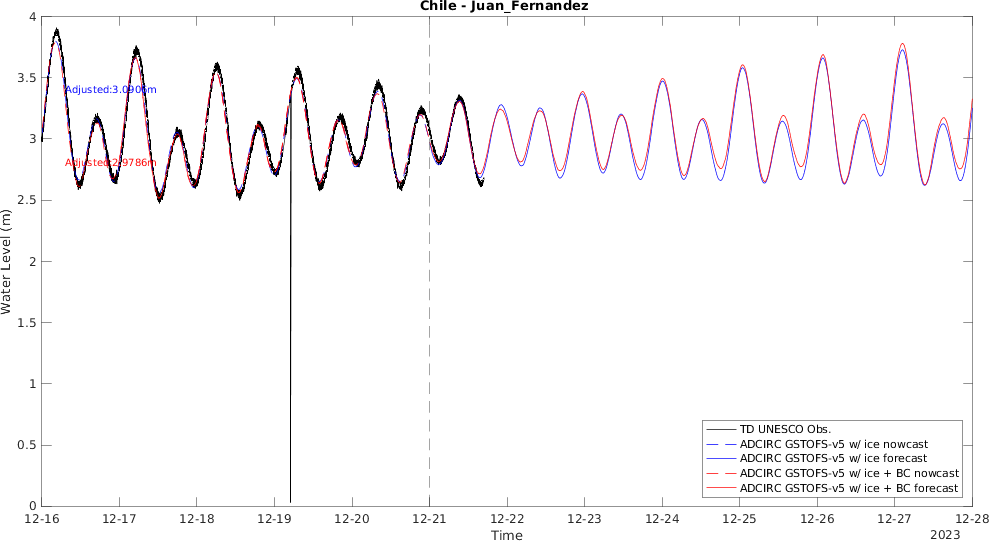 Chile - Juan_Fernandez
4
3.5
3
2.5
2
1.5
1
0.5
0
Water Level (m)
Adjusted:3.0906m
Adjusted:2.9786m
TD UNESCO Obs.
ADCIRC GSTOFS-v5 w/ ice nowcast
ADCIRC GSTOFS-v5 w/ ice forecast
ADCIRC GSTOFS-v5 w/ ice + BC nowcast
ADCIRC GSTOFS-v5 w/ ice + BC forecast
12-16 12-17 12-18 12-19 12-20 12-21 12-22 12-23 12-24 12-25 12-26 12-27 12-28
Time
2023